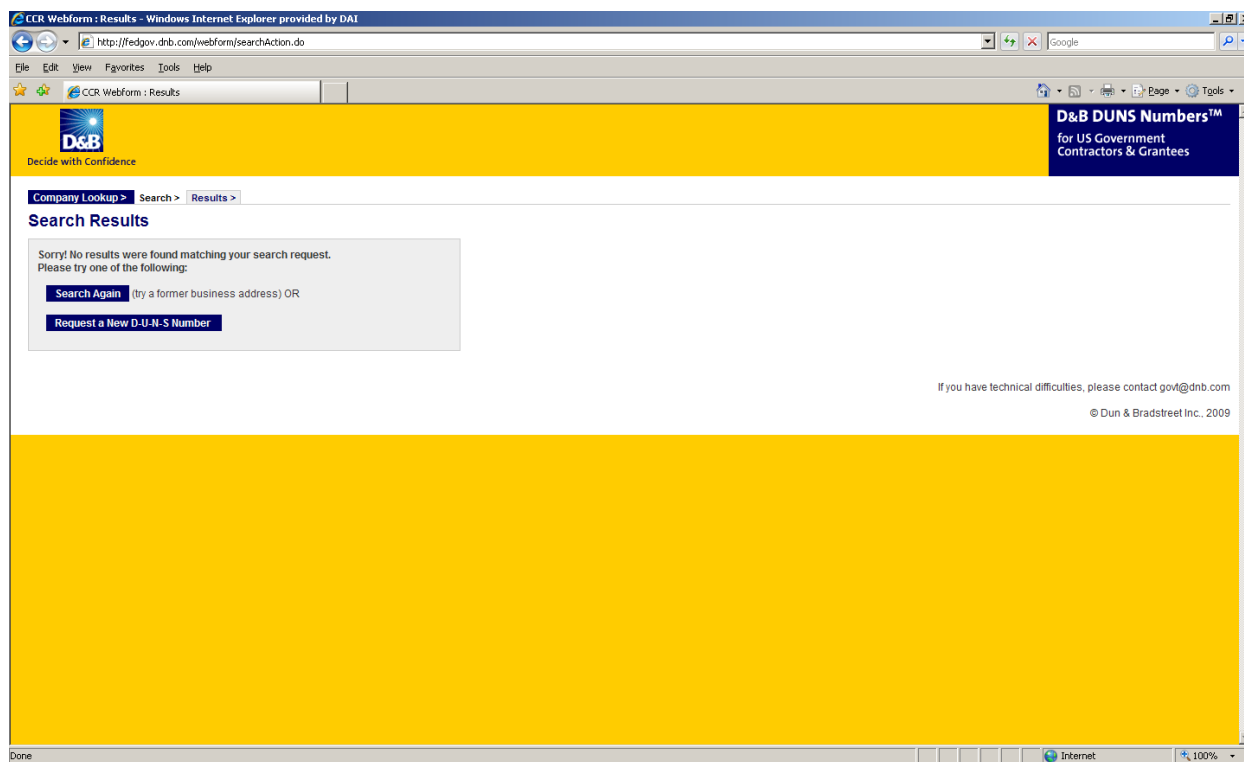 CCR Webform : Results - Windows Internet Explorer provided by DAI
http://fedgov.dnb.com/webform/searchAction.do
Google
File Edit View Favorites Tools Help
CCR Webform : Results
Page Tools
D&B
Decide with Confidence
D&B DUNS Numbers™
for US Government
Contractors & Grantees
Company Lookup > Search > Results >
Search Results
Sorry! No results were found matching your search request.
Please try one of the following:
Search Again (try a former business address) OR
Request a New D-U-N-S Number
If you have technical difficulties, please contact govt@dnb.com
© Dun & Bradstreet Inc., 2009
Done Internet 100%